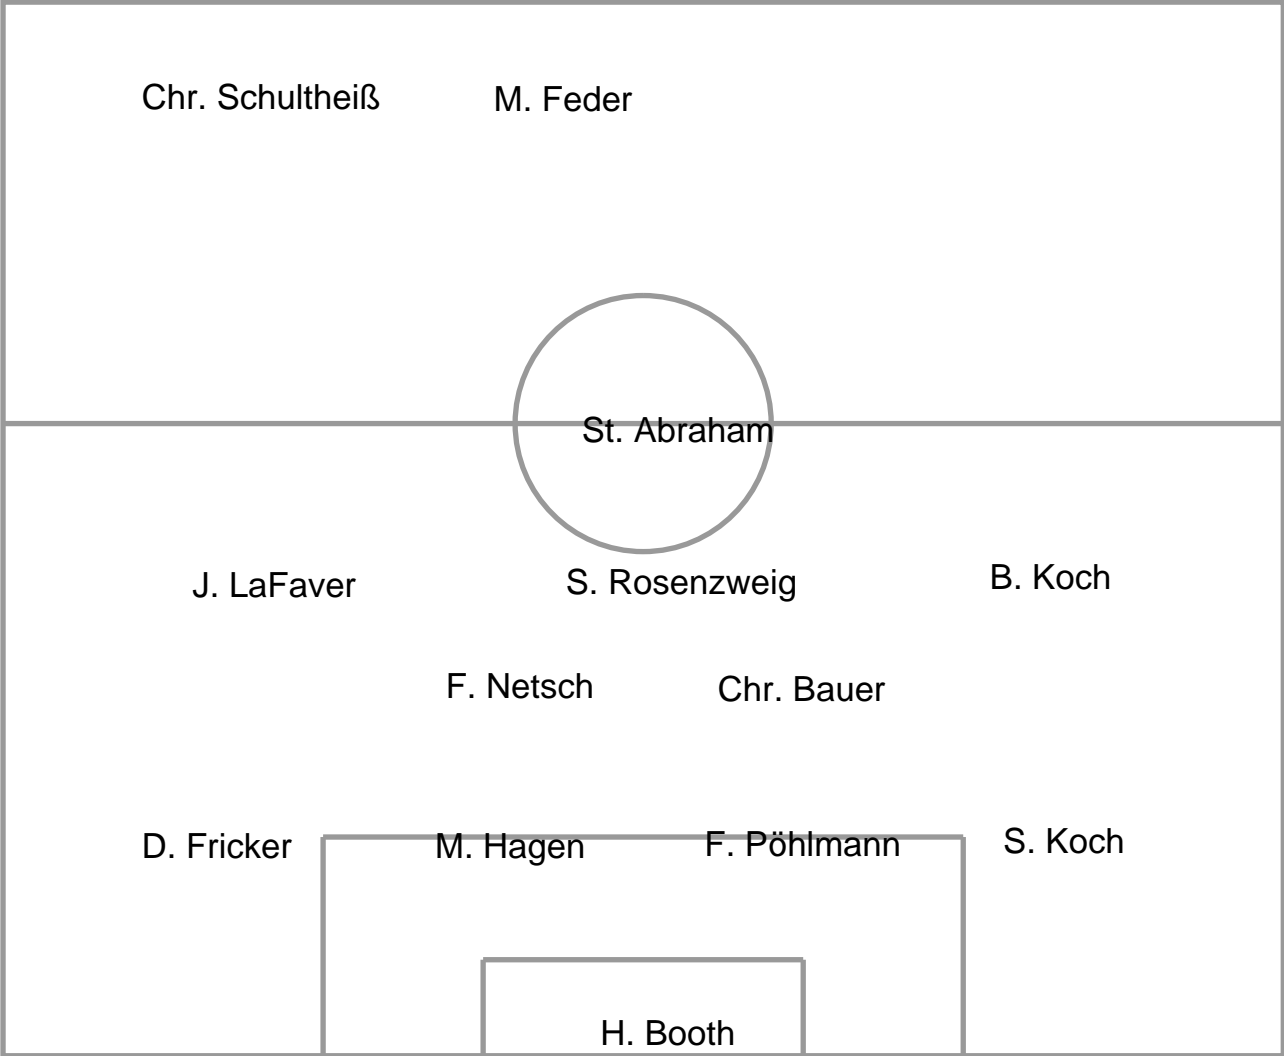 Chr. Schultheiß M. Feder
St. Abraham
J. LaFaver S. Rosenzweig B. Koch
F. Netsch Chr. Bauer
D. Fricker M. Hagen F. Pöhlmann S. Koch
H. Booth